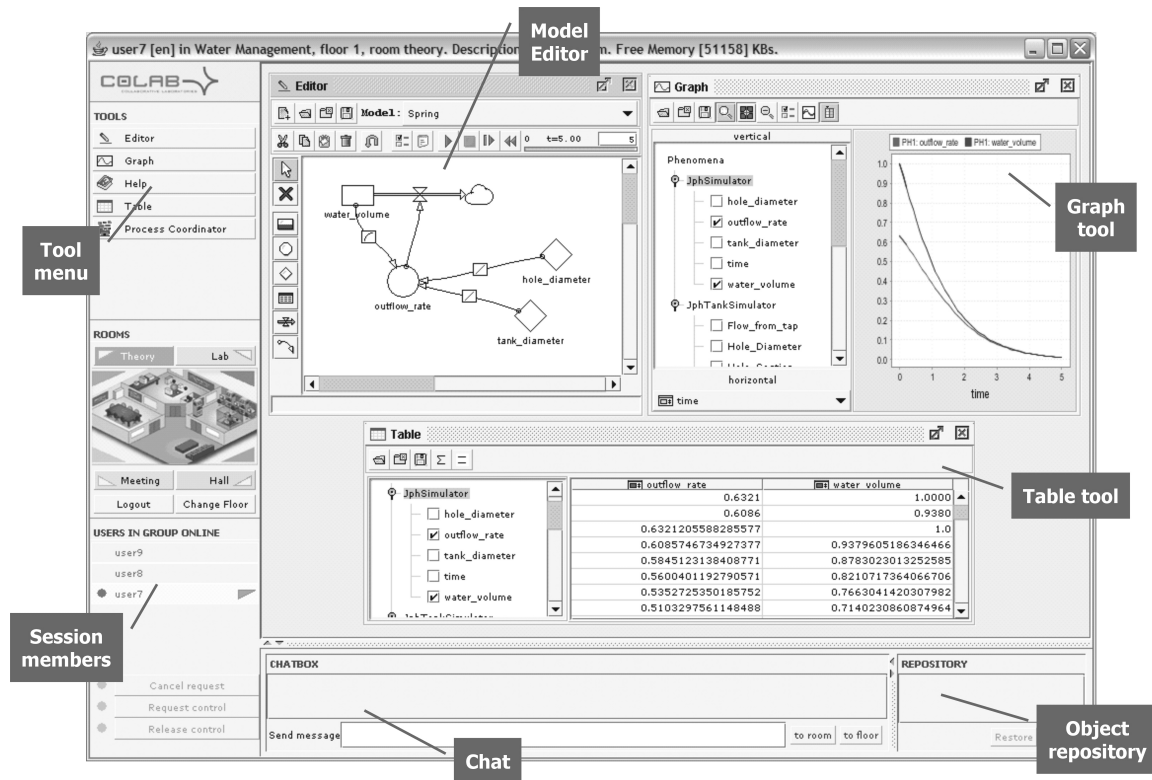 Model
Editor
user7 [en] in Water Management, floor 1, room theory. Description
m. Free Memory [51158] KBs.
COLAB
COLLABORATIVE LABORATORIES
TOOLS
Editor
Graph
Help
Table
Process Coordinator
Tool
menu
ROOMS
Theory
Lab
Meeting
Hall
Logout
Change Floor
USERS IN GROUP ONLINE
user9
user8
user7
Session
members
Cancel request
Request control
Release control
Editor
Model: Spring
0 t=5.00 5
water_volume
outflow_rate
hole_diameter
tank_diameter
Graph
vertical
Phenomena
JphSimulator
hole_diameter
outflow_rate
tank_diameter
time
water_volume
JphTankSimulator
Flow_from_tap
Hole_Diameter
horizontal
time
PH1: outflow_rate PH1: water_volume
1.0
0.9
0.8
0.7
0.6
0.5
0.4
0.3
0.2
0.1
0.0
0 1 2 3 4 5
time
Graph
tool
Table
Σ =
JphSimulator
hole_diameter
outflow_rate
tank_diameter
time
water_volume
JphTankSimulator
outflow_rate water_volume
0.6321 1.0000
0.6086 0.9380
0.6321205588285577 1.0
0.6085746734927377 0.9379605186346466
0.5845123138408771 0.8783023013252585
0.5600401192790571 0.8210717364066706
0.5352725350185752 0.7663041420307982
0.5103297561148488 0.7140230860874964
Table tool
CHATBOX
Send message
to room
to floor
Chat
REPOSITORY
Restore
Object
repository